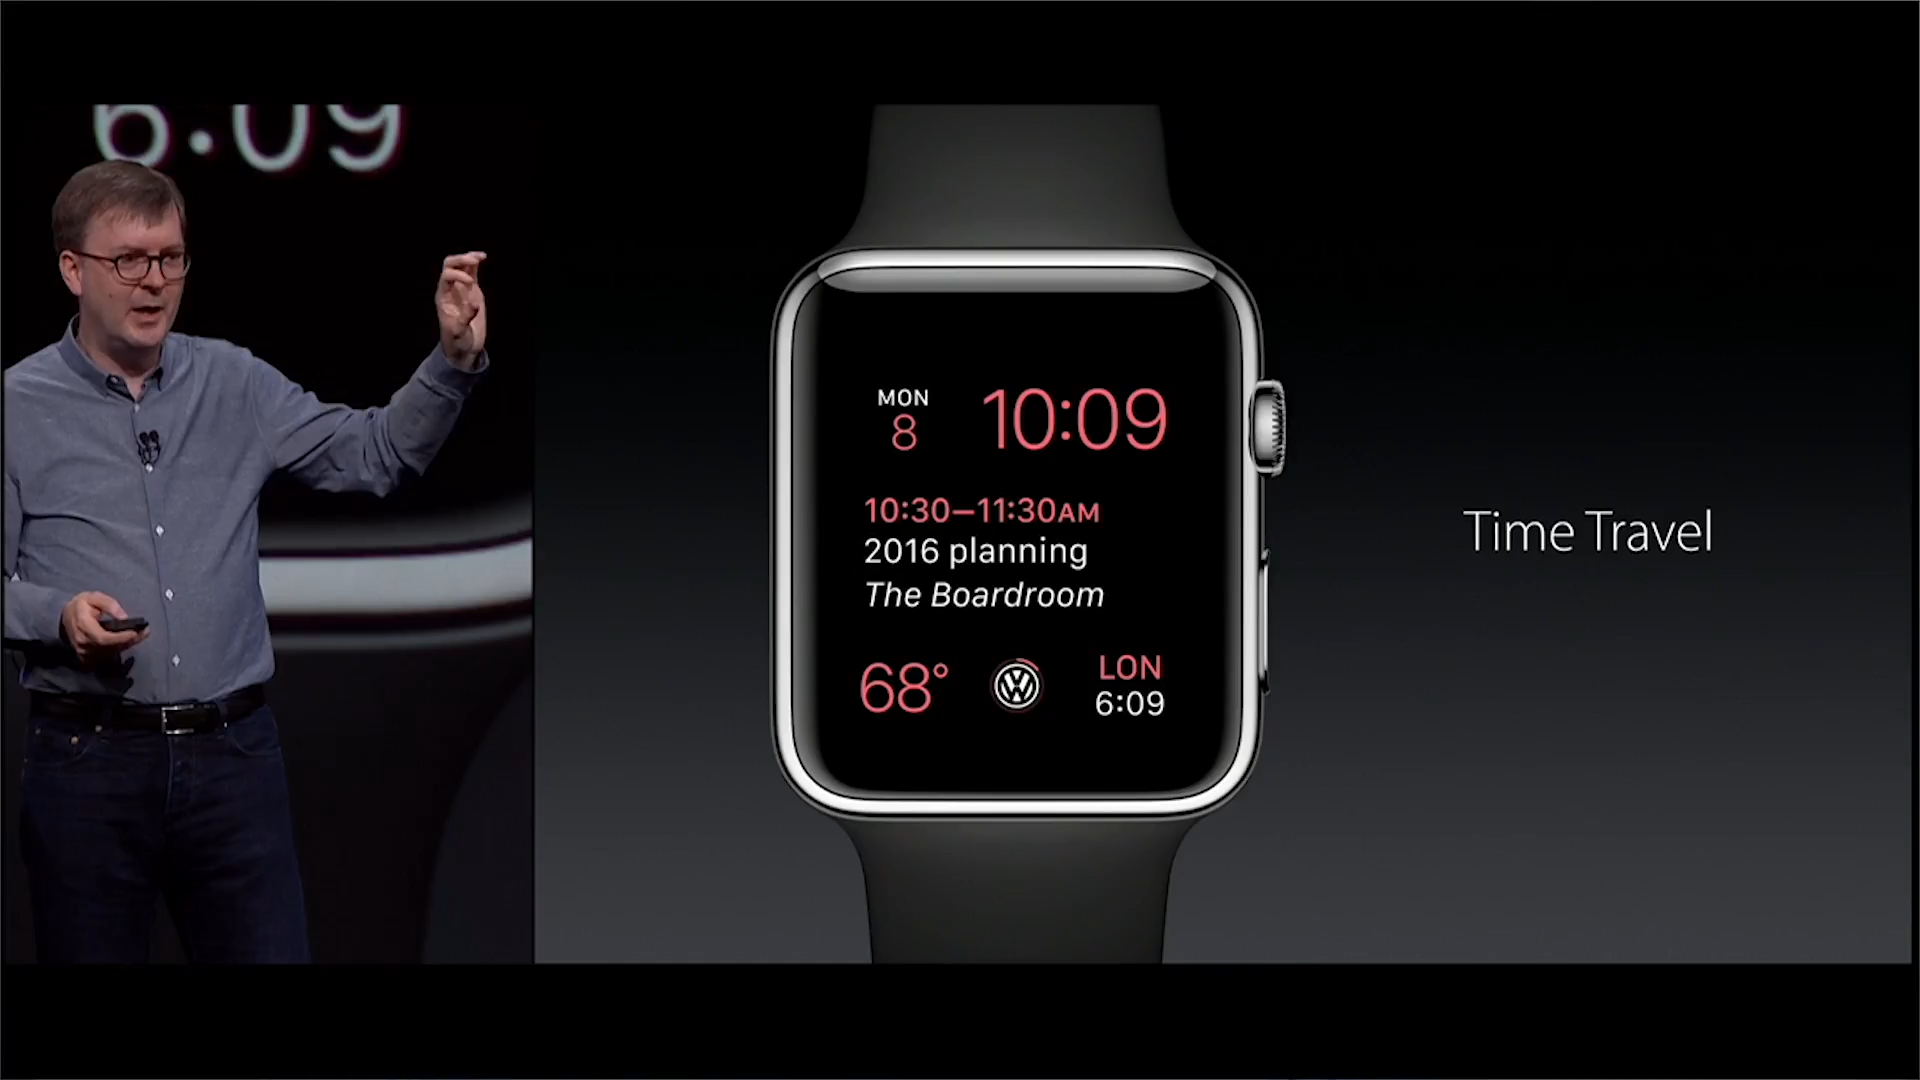 6:09
MON
8
10:09
10:30–11:30AM
2016 planning
The Boardroom
68°
LON
6:09
Time Travel